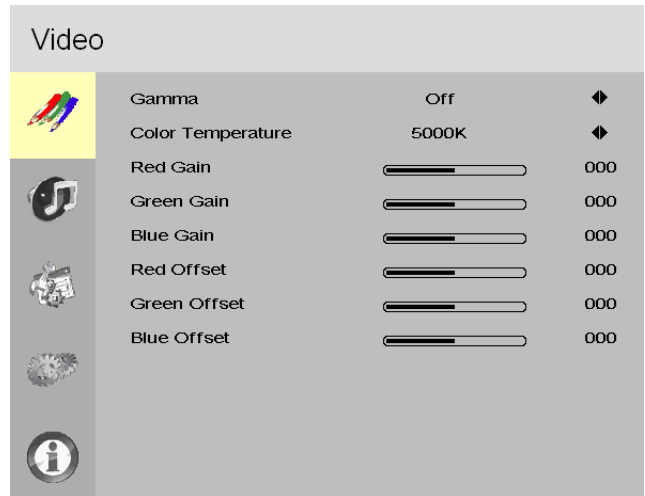 Video
Gamma Off
Color Temperature 5000K
Red Gain 000
Green Gain 000
Blue Gain 000
Red Offset 000
Green Offset 000
Blue Offset 000